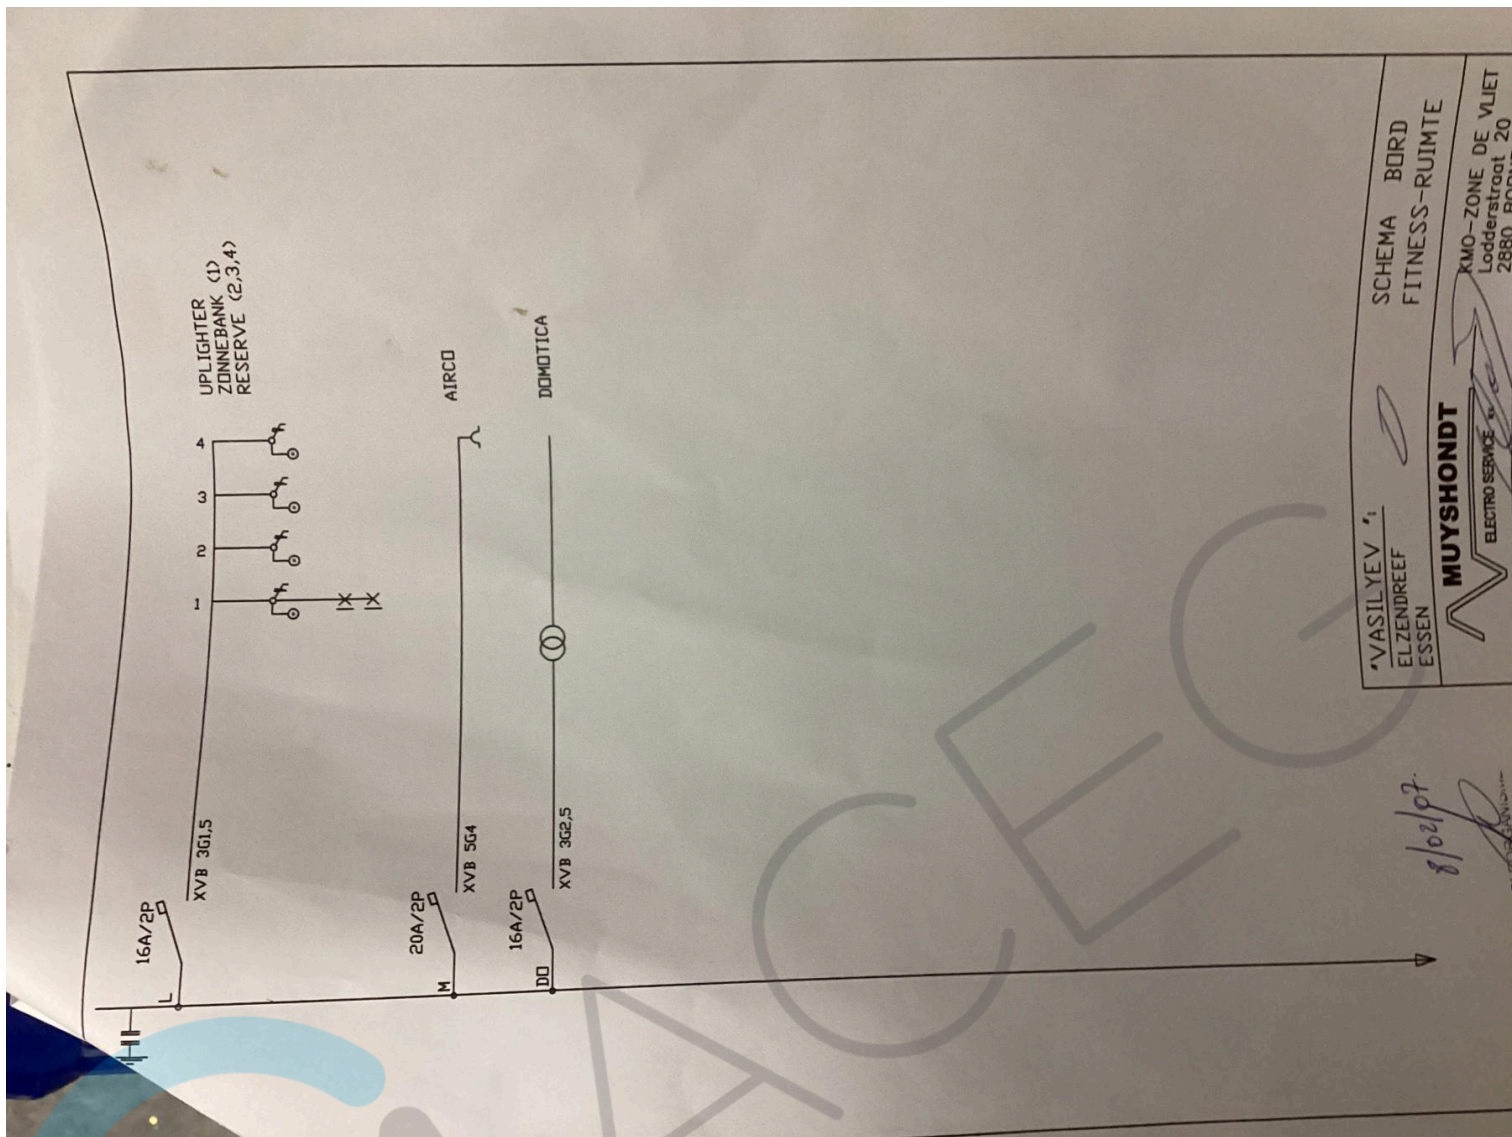 16A/2P
L
XVB 3G1,5
1
2
3
4
UPLIGHTER
ZONNEBANK (1)
RESERVE (2,3,4)
20A/2P
M
XVB 5G4
AIRCO
16A/2P
DO
XVB 3G2,5
DOMOTICA
"VASILYEV ":
ELZENDREEF
ESSEN
SCHEMA BORD
FITNESS-RUIMTE
MUYSHONDT
ELECTRO SERVICE
KMO-ZONE DE VLIET
Lodderstraat 20
2880
8/02/07.
ACEG